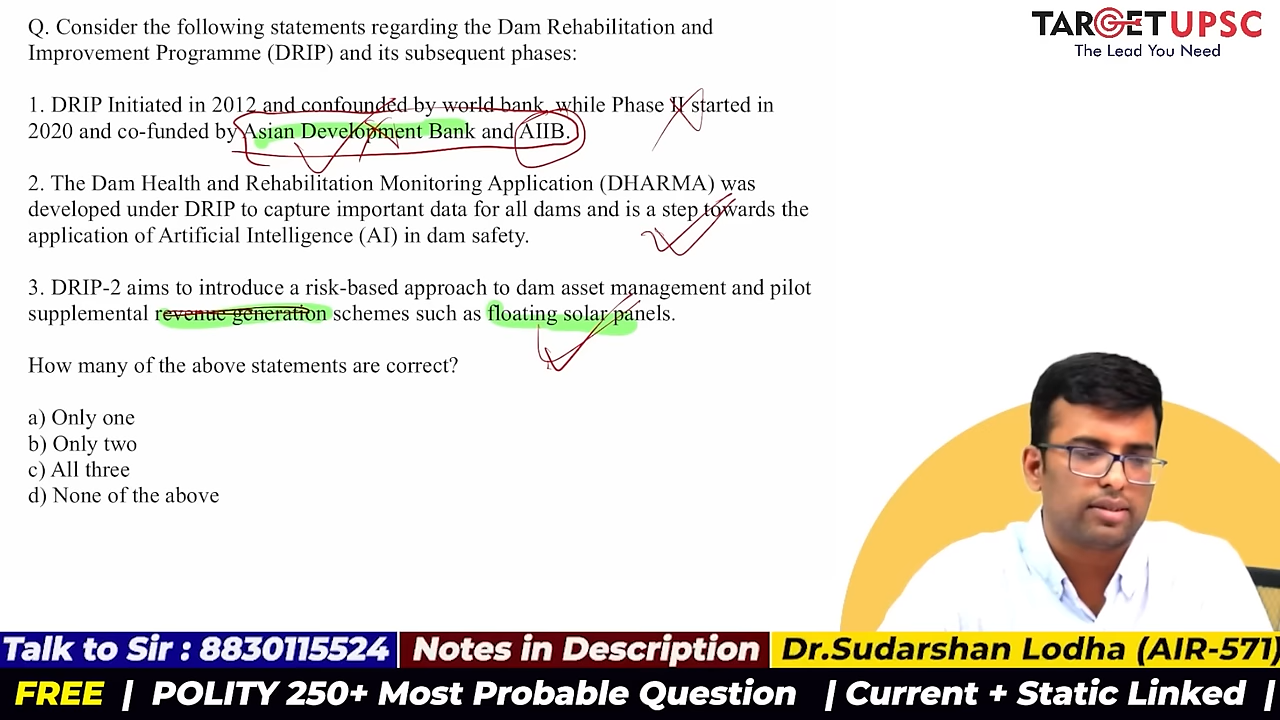 Q. Consider the following statements regarding the Dam Rehabilitation and
Improvement Programme (DRIP) and its subsequent phases:
TARGETUPSC
The Lead You Need
1. DRIP Initiated in 2012 and confounded by world bank, while Phase II started in
2020 and co-funded by Asian Development Bank and AIIB.
2. The Dam Health and Rehabilitation Monitoring Application (DHARMA) was
developed under DRIP to capture important data for all dams and is a step towards the
application of Artificial Intelligence (AI) in dam safety.
3. DRIP-2 aims to introduce a risk-based approach to dam asset management and pilot
supplemental revenue generation schemes such as floating solar panels.
How many of the above statements are correct?
a) Only one
b) Only two
c) All three
d) None of the above
Talk to Sir : 8830115524 Notes in Description Dr.Sudarshan Lodha (AIR-571)
FREE | POLITY 250+ Most Probable Question | Current + Static Linked |